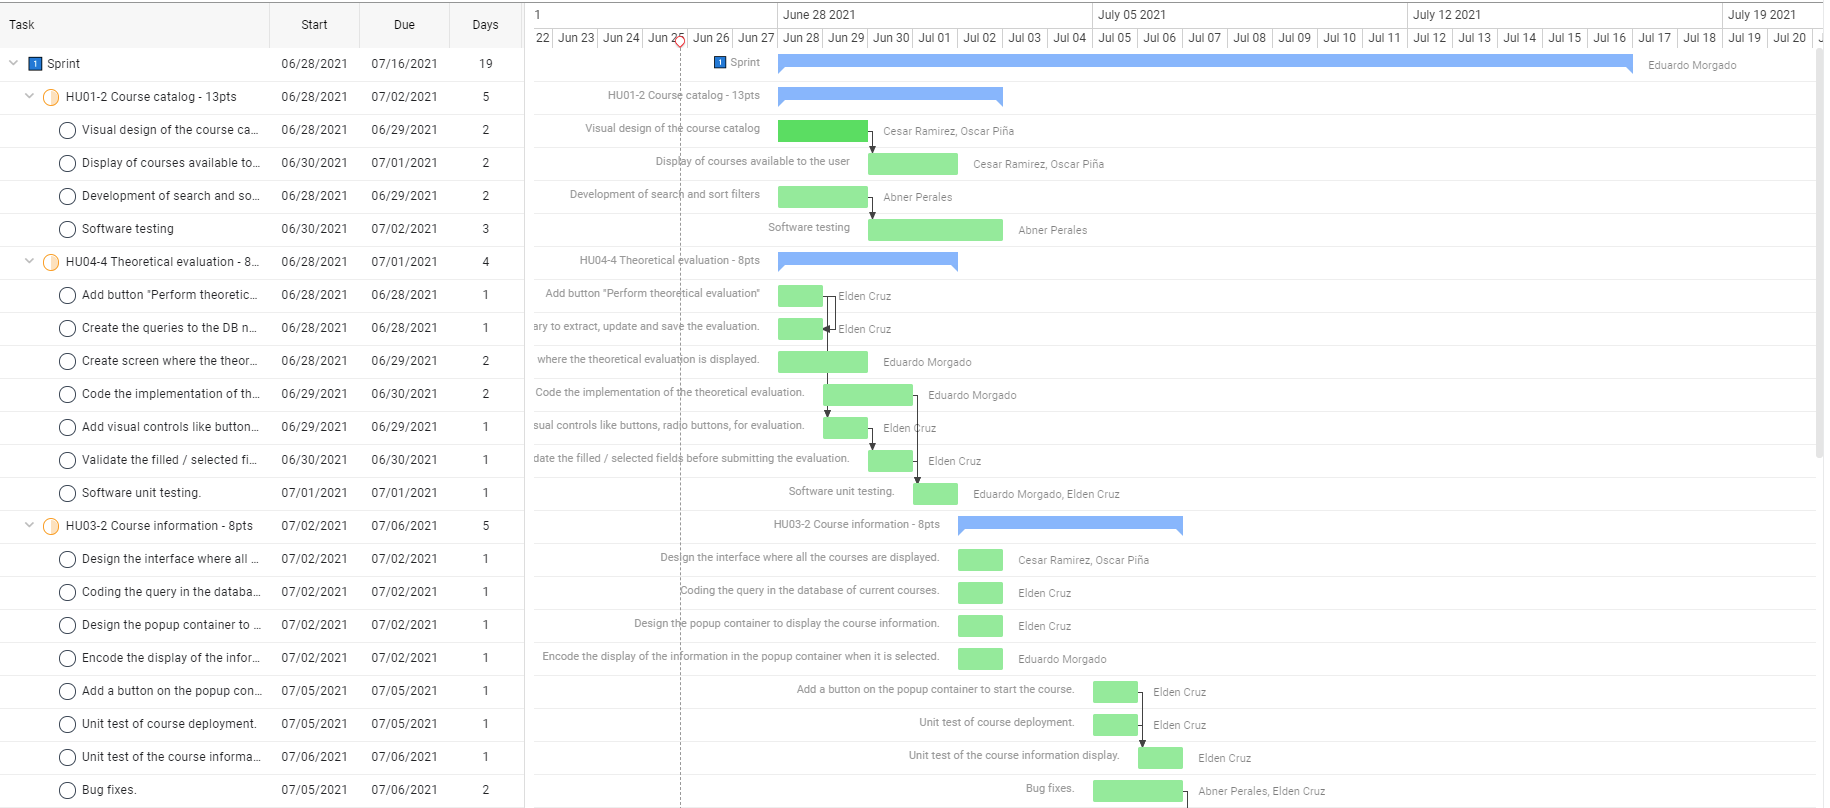 Task Start Due Days
1 June 28 2021 July 05 2021 July 12 2021 July 19 2021
22 Jun 23 Jun 24 Jun 25 Jun 26 Jun 27 Jun 28 Jun 29 Jun 30 Jul 01 Jul 02 Jul 03 Jul 04 Jul 05 Jul 06 Jul 07 Jul 08 Jul 09 Jul 10 Jul 11 Jul 12 Jul 13 Jul 14 Jul 15 Jul 16 Jul 17 Jul 18 Jul 19 Jul 20 J
1 Sprint 06/28/2021 07/16/2021 19 1 Sprint Eduardo Morgado
HU01-2 Course catalog - 13pts 06/28/2021 07/02/2021 5 HU01-2 Course catalog - 13pts
Visual design of the course ca... 06/28/2021 06/29/2021 2 Visual design of the course catalog Cesar Ramirez, Oscar Piña
Display of courses available to... 06/30/2021 07/01/2021 2 Display of courses available to the user Cesar Ramirez, Oscar Piña
Development of search and so... 06/28/2021 06/29/2021 2 Development of search and sort filters Abner Perales
Software testing 06/30/2021 07/02/2021 3 Software testing Abner Perales
HU04-4 Theoretical evaluation - 8... 06/28/2021 07/01/2021 4 HU04-4 Theoretical evaluation - 8pts
Add button "Perform theoretic... 06/28/2021 06/28/2021 1 Add button "Perform theoretical evaluation" Elden Cruz
Create the queries to the DB n... 06/28/2021 06/28/2021 1 ary to extract, update and save the evaluation. Elden Cruz
Create screen where the theor... 06/28/2021 06/29/2021 2 where the theoretical evaluation is displayed. Eduardo Morgado
Code the implementation of th... 06/29/2021 06/30/2021 2 Code the implementation of the theoretical evaluation. Eduardo Morgado
Add visual controls like button... 06/29/2021 06/29/2021 1 sual controls like buttons, radio buttons, for evaluation. Elden Cruz
Validate the filled / selected fi... 06/30/2021 06/30/2021 1 date the filled / selected fields before submitting the evaluation. Elden Cruz
Software unit testing. 07/01/2021 07/01/2021 1 Software unit testing. Eduardo Morgado, Elden Cruz
HU03-2 Course information - 8pts 07/02/2021 07/06/2021 5 HU03-2 Course information - 8pts
Design the interface where all ... 07/02/2021 07/02/2021 1 Design the interface where all the courses are displayed. Cesar Ramirez, Oscar Piña
Coding the query in the databa... 07/02/2021 07/02/2021 1 Coding the query in the database of current courses. Elden Cruz
Design the popup container to ... 07/02/2021 07/02/2021 1 Design the popup container to display the course information. Elden Cruz
Encode the display of the infor... 07/02/2021 07/02/2021 1 Encode the display of the information in the popup container when it is selected. Eduardo Morgado
Add a button on the popup con... 07/05/2021 07/05/2021 1 Add a button on the popup container to start the course. Elden Cruz
Unit test of course deployment. 07/05/2021 07/05/2021 1 Unit test of course deployment. Elden Cruz
Unit test of the course informa... 07/06/2021 07/06/2021 1 Unit test of the course information display. Elden Cruz
Bug fixes. 07/05/2021 07/06/2021 2 Bug fixes. Abner Perales, Elden Cruz